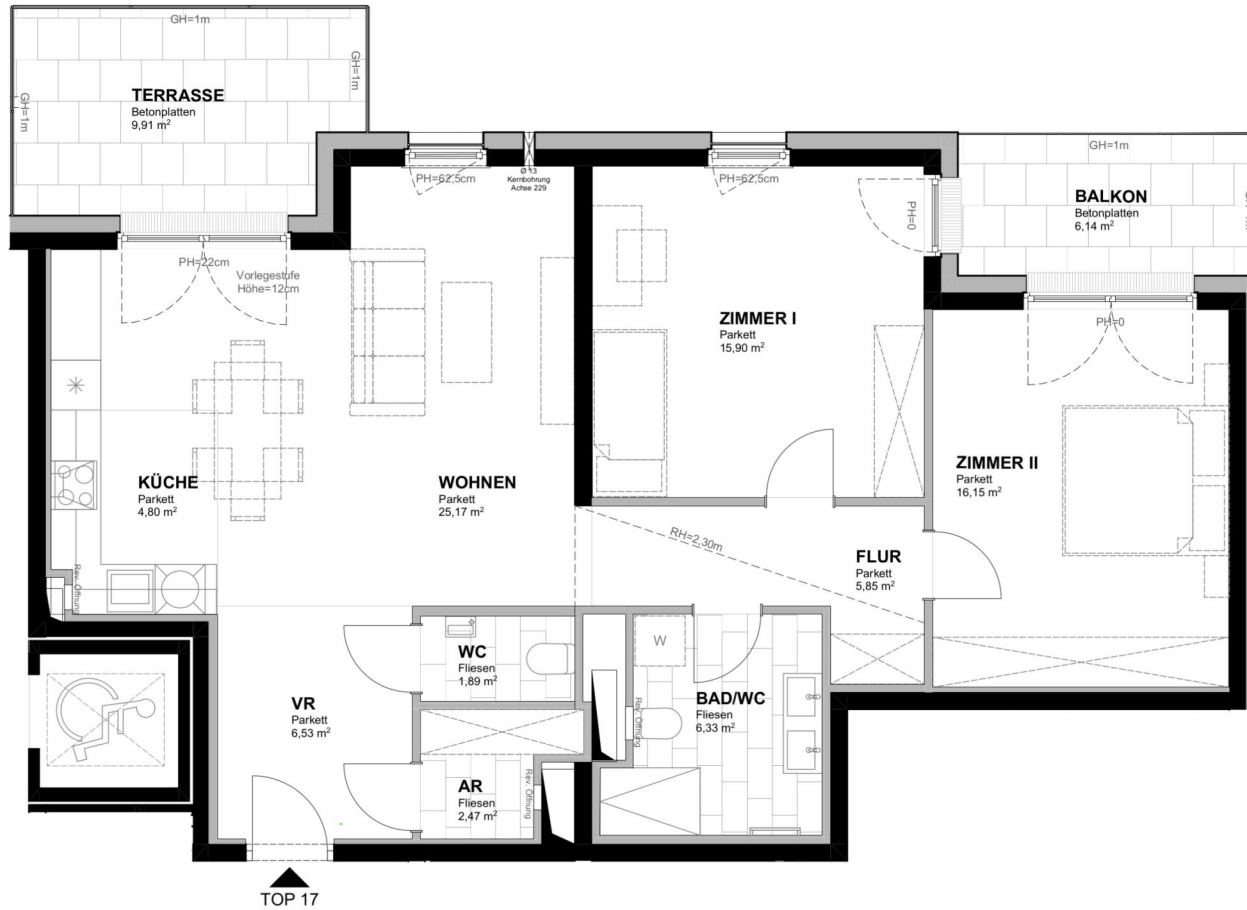 GH=1m
GH=1m
GH=1m
TERRASSE
Betonplatten
9,91 m²
PH=22cm
Vorlegestufe
Höhe=12cm
PH=62,5cm
Ø 13
Kernbohrung
Achse 229
PH=62,5cm
PH=0
GH=1m
BALKON
Betonplatten
6,14 m²
PH=0
ZIMMER I
Parkett
15,90 m²
ZIMMER II
Parkett
16,15 m²
KÜCHE
Parkett
4,80 m²
WOHNEN
Parkett
25,17 m²
RH=2,30m
FLUR
Parkett
5,85 m²
Rev. Öffnung
WC
Fliesen
1,89 m²
W
BAD/WC
Fliesen
6,33 m²
Rev. Öffnung
VR
Parkett
6,53 m²
AR
Fliesen
2,47 m²
Rev. Öffnung
TOP 17